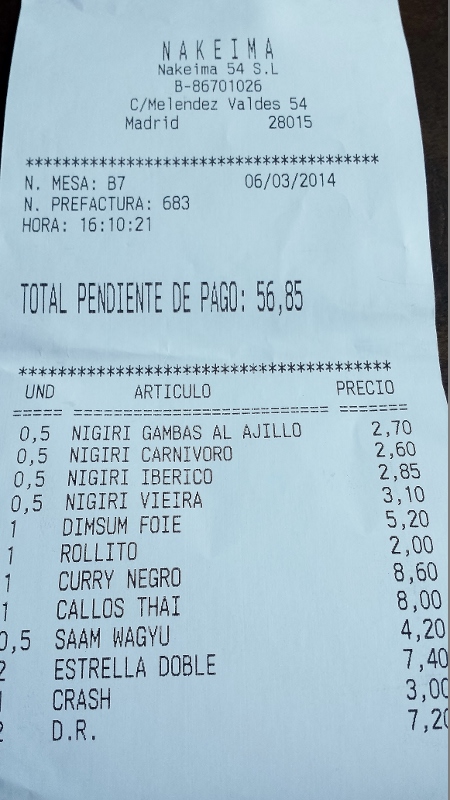 NAKEIMA
Nakeima 54 S.L
B-86701026
C/Melendez Valdes 54
Madrid 28015
****************************************
N. MESA: B7 06/03/2014
N. PREFACTURA: 683
HORA: 16:10:21
TOTAL PENDIENTE DE PAGO: 56,85
****************************************
UND ARTICULO PRECIO
===== ========================== =======
0,5 NIGIRI GAMBAS AL AJILLO 2,70
0,5 NIGIRI CARNIVORO 2,60
0,5 NIGIRI IBERICO 2,85
0,5 NIGIRI VIEIRA 3,10
1 DIMSUM FOIE 5,20
1 ROLLITO 2,00
1 CURRY NEGRO 8,60
1 CALLOS THAI 8,00
0,5 SAAM WAGYU 4,20
2 ESTRELLA DOBLE 7,40
1 CRASH 3,00
2 D.R. 7,20